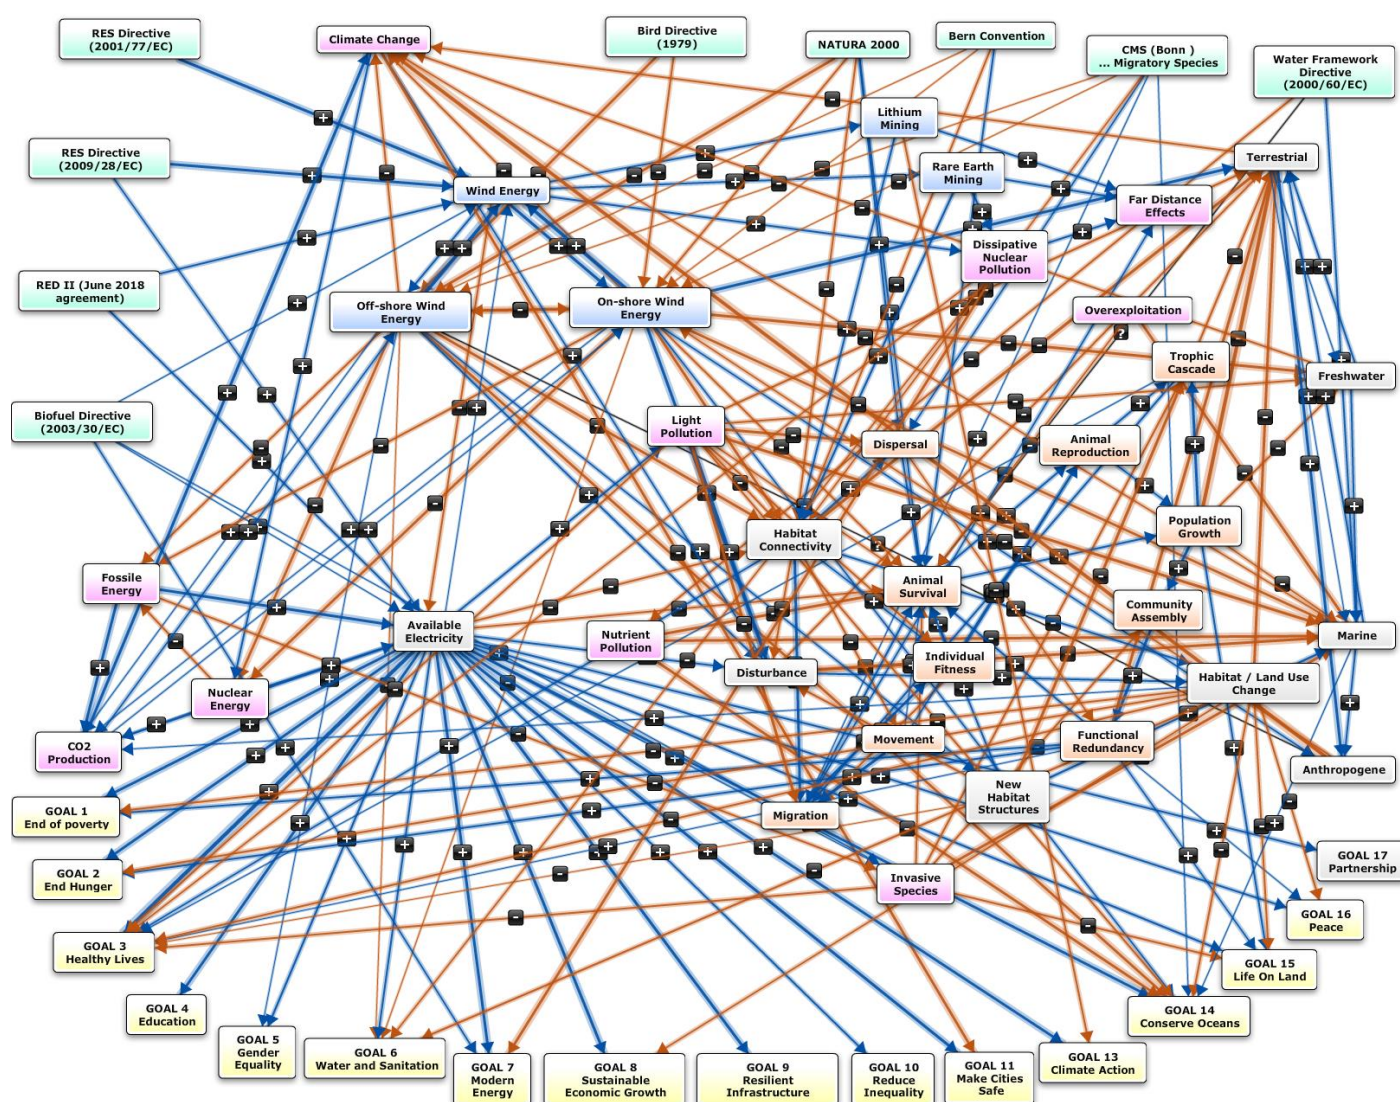 RES Directive
(2001/77/EC)
Climate Change
Bird Directive
(1979)
NATURA 2000
Bern Convention
CMS (Bonn )
... Migratory Species
Water Framework
Directive
(2000/60/EC)
Lithium
Mining
RES Directive
(2009/28/EC)
Wind Energy
Rare Earth
Mining
Terrestrial
Far Distance
Effects
Dissipative
Nuclear
Pollution
RED II (June 2018
agreement)
Off-shore Wind
Energy
On-shore Wind
Energy
Overexploitation
Trophic
Cascade
Freshwater
Biofuel Directive
(2003/30/EC)
Light
Pollution
Dispersal
Animal
Reproduction
Habitat
Connectivity
Population
Growth
Fossile
Energy
Animal
Survival
Community
Assembly
Available
Electricity
Nutrient
Pollution
Marine
Disturbance
Individual
Fitness
Habitat / Land Use
Change
Nuclear
Energy
CO2
Production
Movement
Functional
Redundancy
Anthropogene
New
Habitat
Structures
GOAL 1
End of poverty
Migration
GOAL 2
End Hunger
Invasive
Species
GOAL 17
Partnership
GOAL 16
Peace
GOAL 3
Healthy Lives
GOAL 15
Life On Land
GOAL 4
Education
GOAL 14
Conserve Oceans
GOAL 5
Gender
Equality
GOAL 6
Water and Sanitation
GOAL 7
Modern
Energy
GOAL 8
Sustainable
Economic Growth
GOAL 9
Resilient
Infrastructure
GOAL 10
Reduce
Inequality
GOAL 11
Make Cities
Safe
GOAL 13
Climate Action